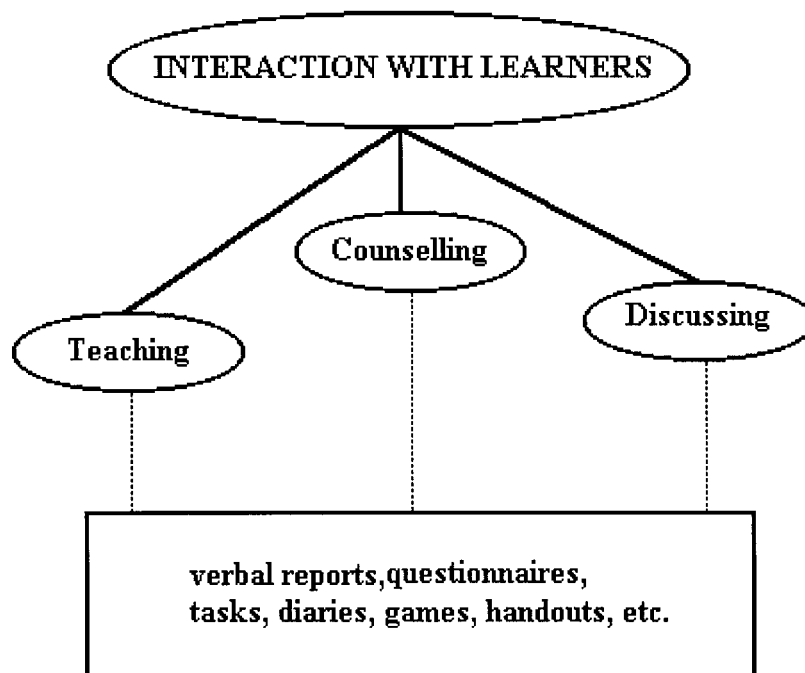 INTERACTION WITH LEARNERS
Counselling
Teaching
Discussing
verbal reports,questionnaires,
tasks, diaries, games, handouts, etc.